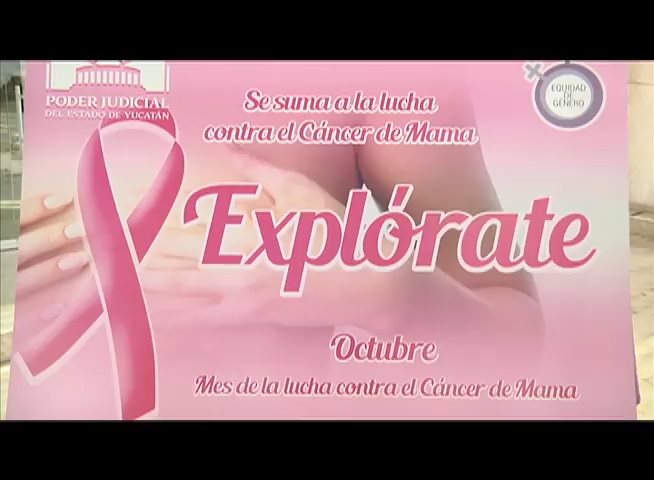 PODER JUDICIAL
DEL ESTADO DE YUCATÁN
Se suma a la lucha
contra el Cáncer de Mama
EQUIDAD
DE
GÉNERO
Explórate
Octubre
Mes de la lucha contra el Cáncer de Mama